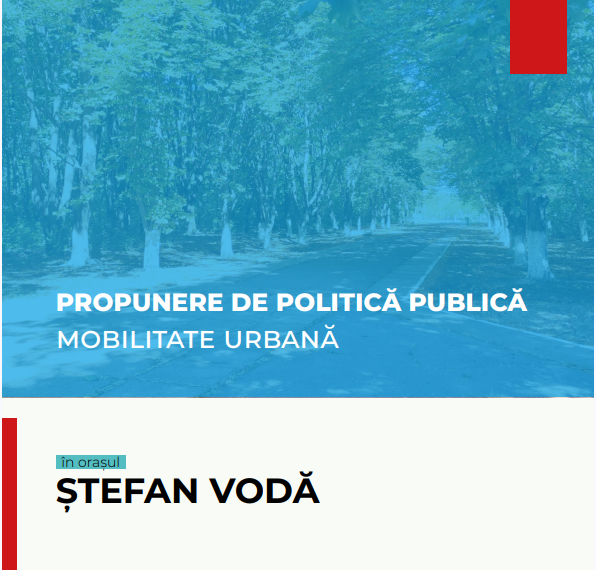 PROPUNERE DE POLITICĂ PUBLICĂ
MOBILITATE URBANĂ
în orașul
ȘTEFAN VODĂ